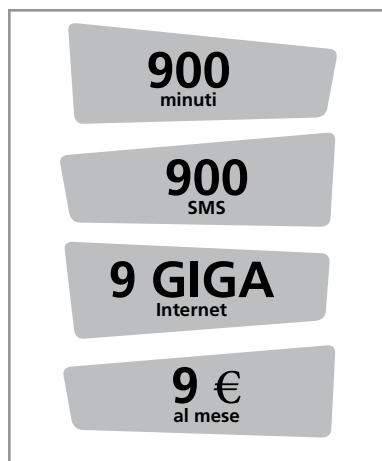 900
minuti
900
SMS
9 GIGA
Internet
9 €
al mese